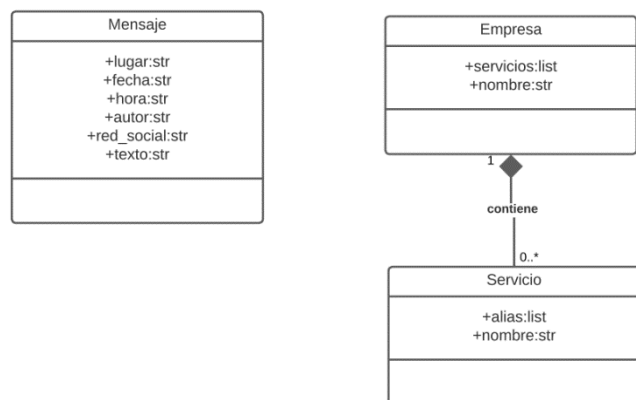 Mensaje
+lugar:str
+fecha:str
+hora:str
+autor:str
+red_social:str
+texto:str
Empresa
+servicios:list
+nombre:str
1
contiene
0..*
Servicio
+alias:list
+nombre:str